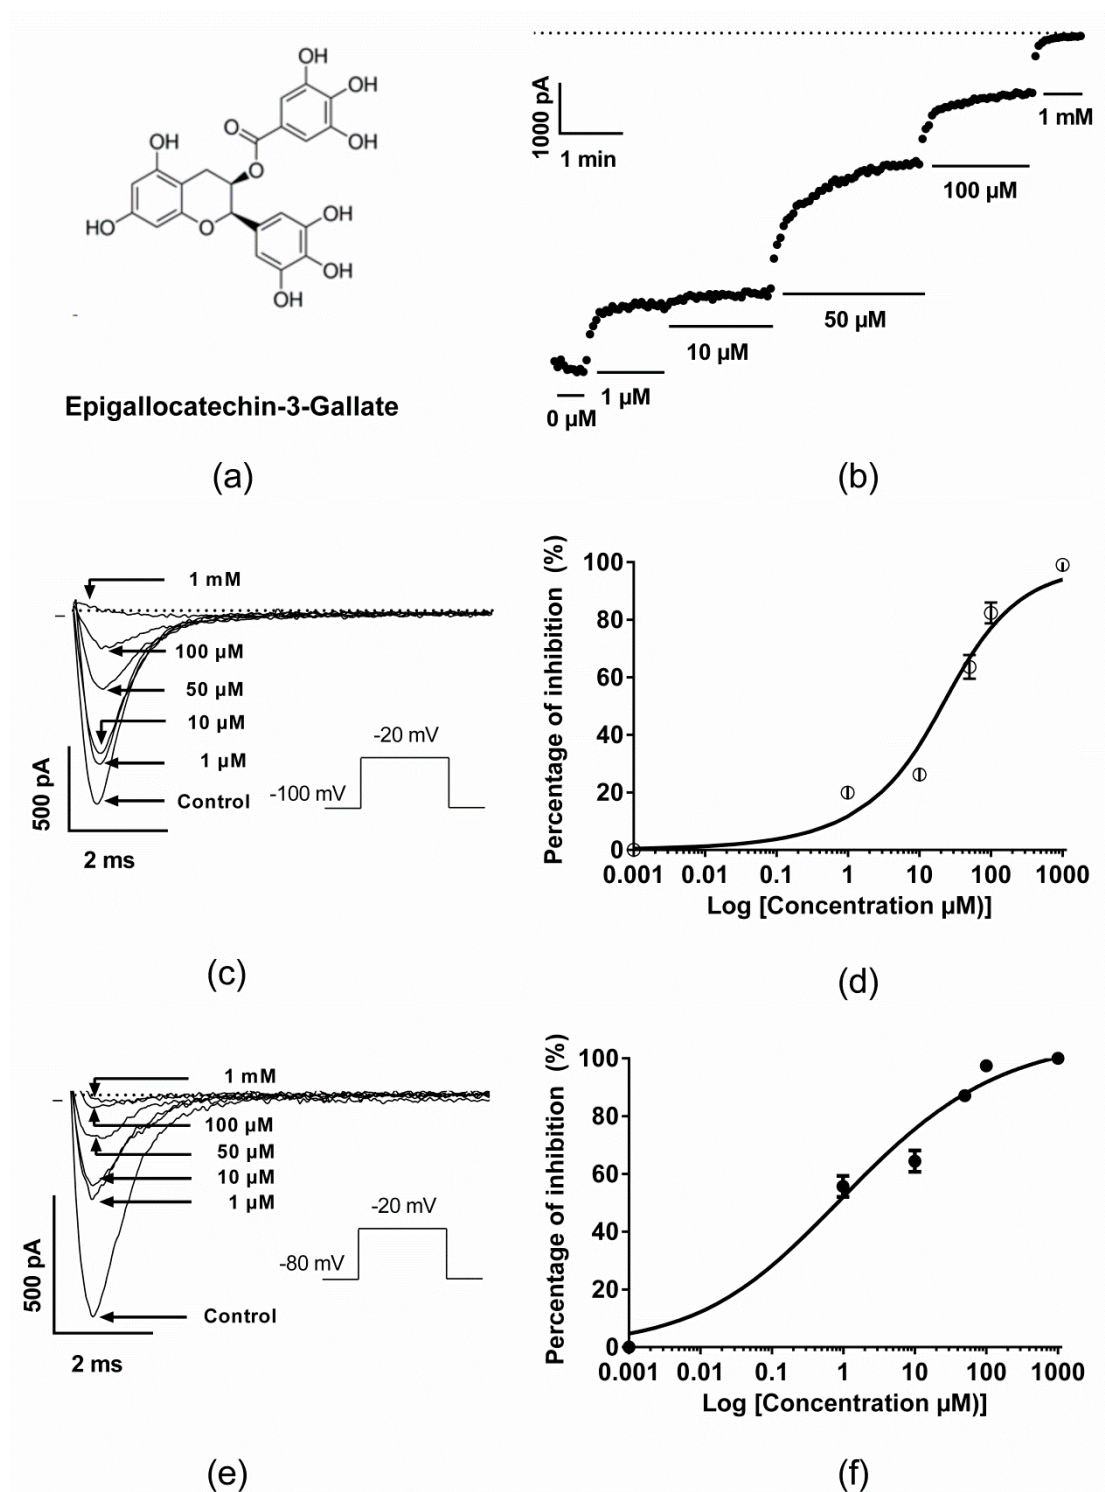 OH
OH
OH
O
O
OH
HO
O
OH
OH
OH
Epigallocatechin-3-Gallate
(a)
1000 pA
1 min
1 mM
100 µM
50 µM
10 µM
1 µM
0 µM
(b)
1 mM
100 µM
50 µM
10 µM
1 µM
Control
500 pA
2 ms
-20 mV
-100 mV
(c)
Percentage of inhibition (%)
100
80
60
40
20
0
0.001 0.01 0.1 1 10 100 1000
Log [Concentration µM)]
(d)
1 mM
100 µM
50 µM
10 µM
1 µM
Control
500 pA
2 ms
-20 mV
-80 mV
(e)
Percentage of inhibition (%)
100
80
60
40
20
0
0.001 0.01 0.1 1 10 100 1000
Log [Concentration µM)]
(f)